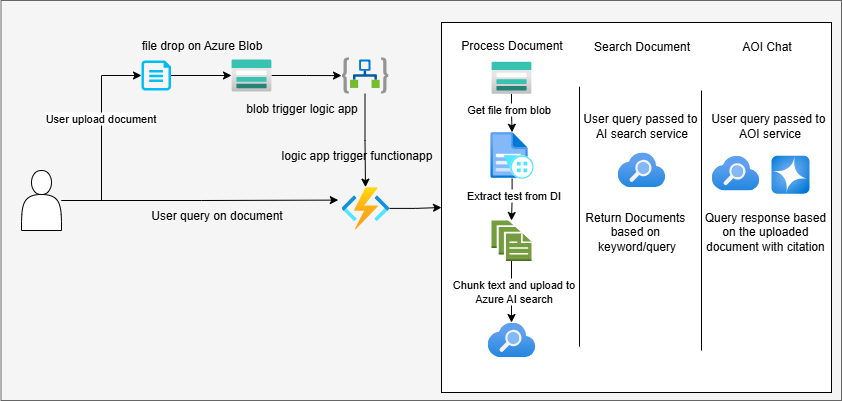 file drop on Azure Blob
User upload document
blob trigger logic app
logic app trigger functionapp
User query on document
Process Document
Get file from blob
Extract test from DI
Chunk text and upload to
Azure AI search
Search Document
User query passed to
AI search service
Return Documents
based on
keyword/query
AOI Chat
User query passed to
AOI service
Query response based
on the uploaded
document with citation